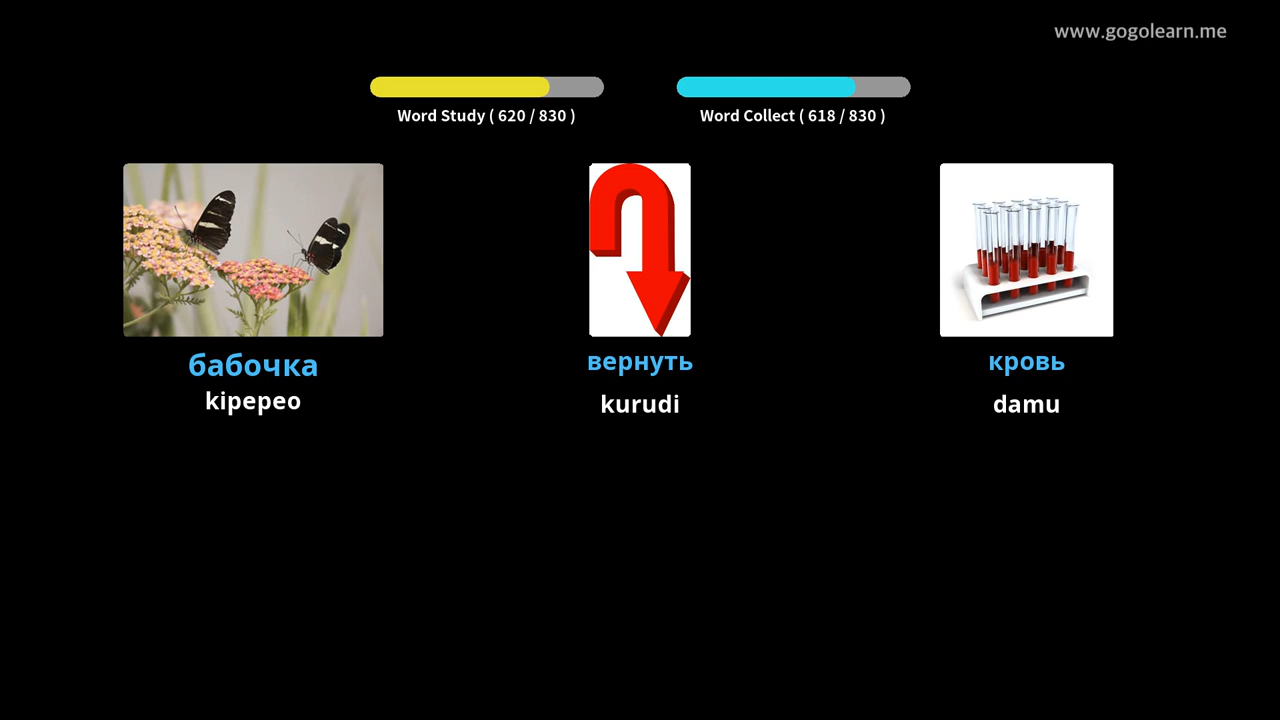 www.gogolearn.me
Word Study ( 620 / 830 )
Word Collect ( 618 / 830 )
бабочка
kipepeo
вернуть
kurudi
кровь
damu